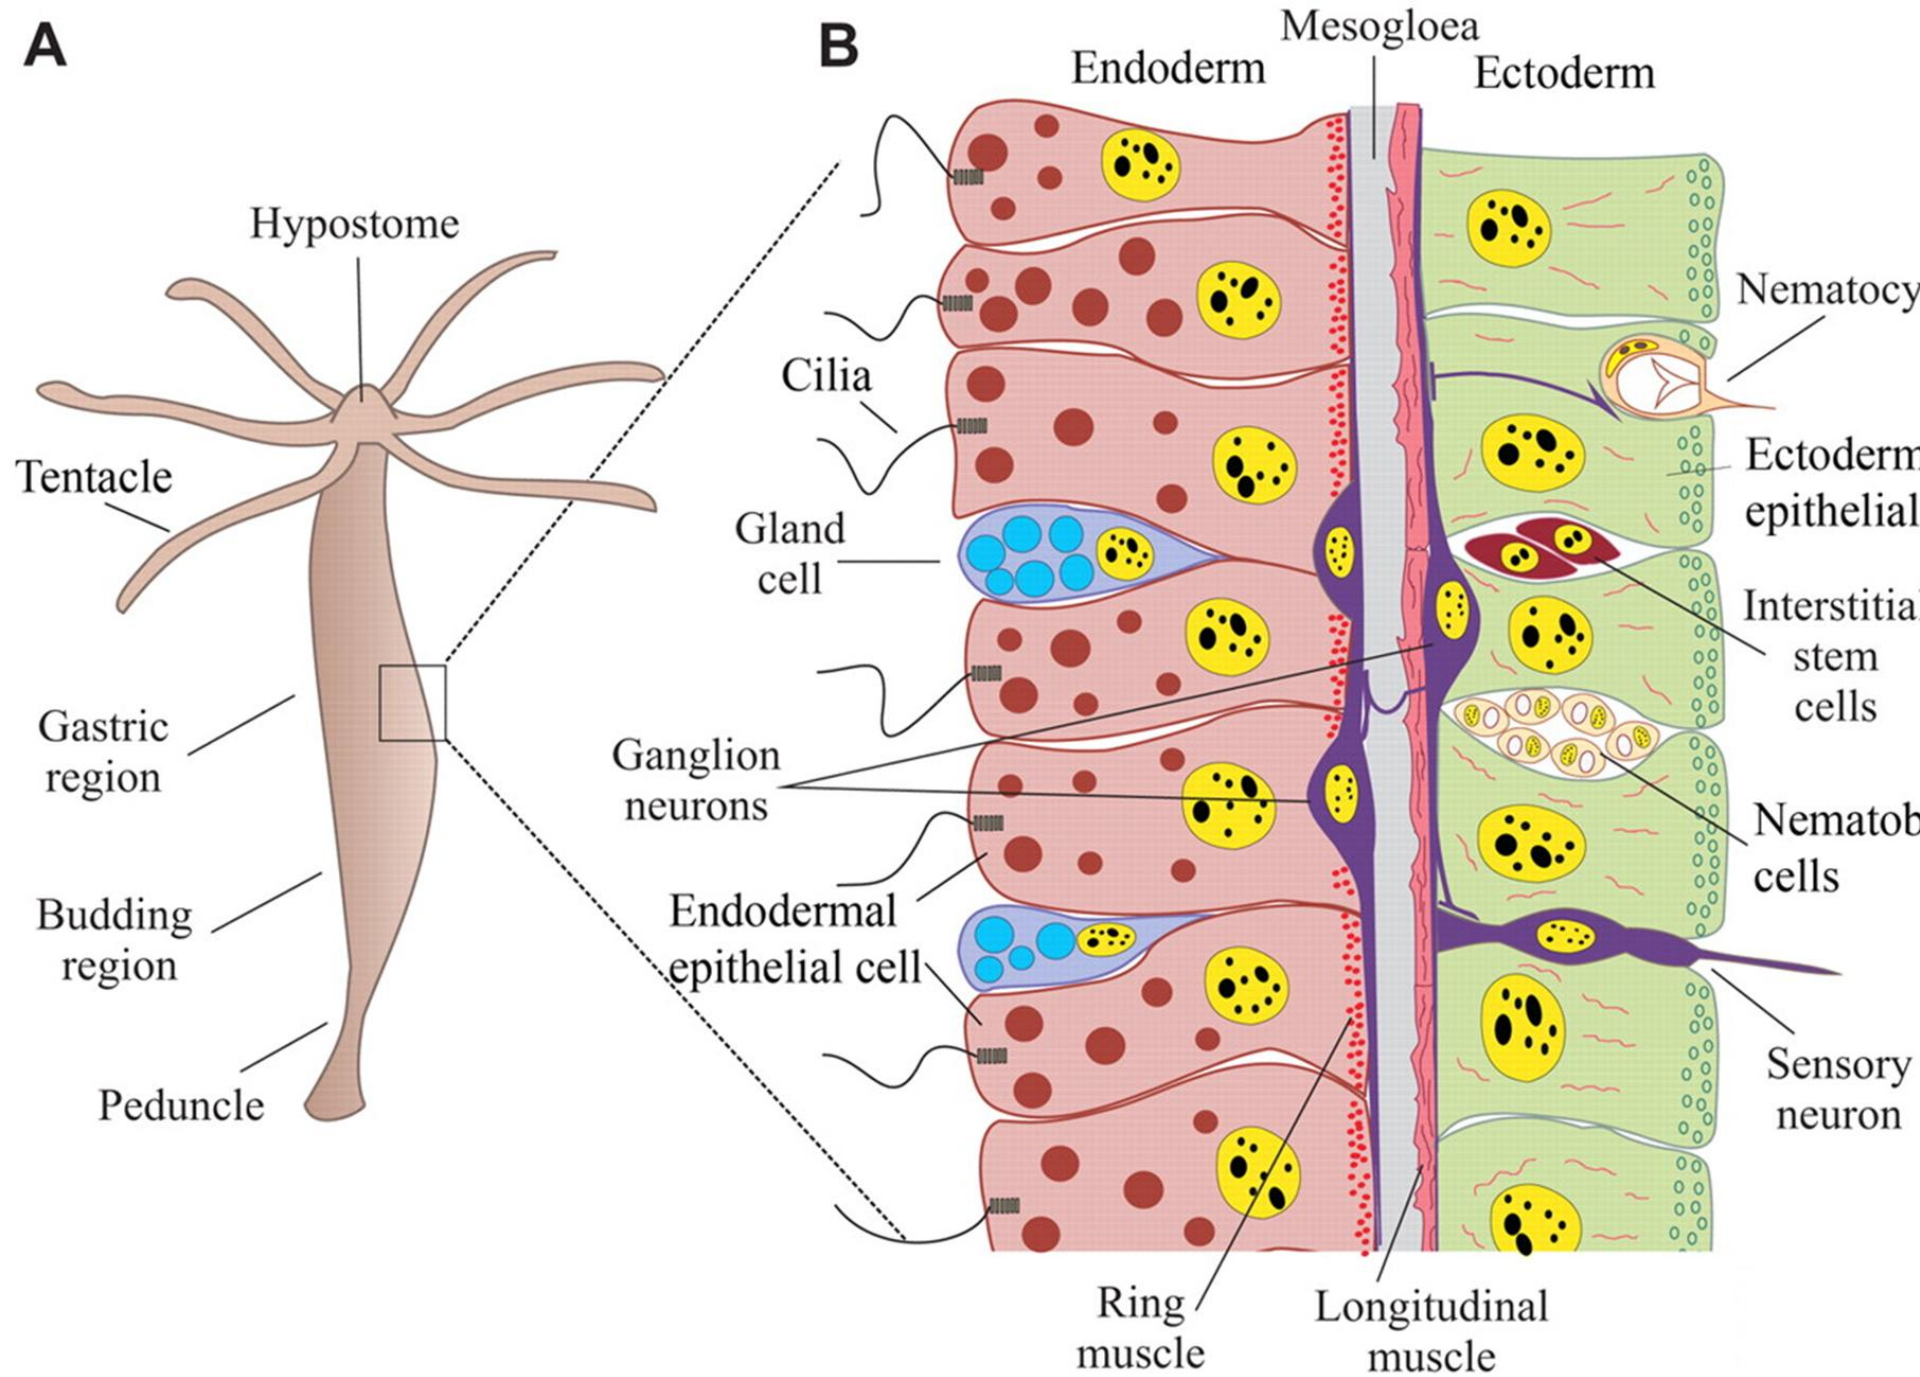 A
Hypostome
Tentacle
Gastric
region
Budding
region
Peduncle
B
Mesogloea
Endoderm
Ectoderm
Cilia
Gland
cell
Ganglion
neurons
Endodermal
epithelial cell
Nematocy
Ectoderm
epithelial
Interstitial
stem
cells
Nematob
cells
Sensory
neuron
Ring
muscle
Longitudinal
muscle